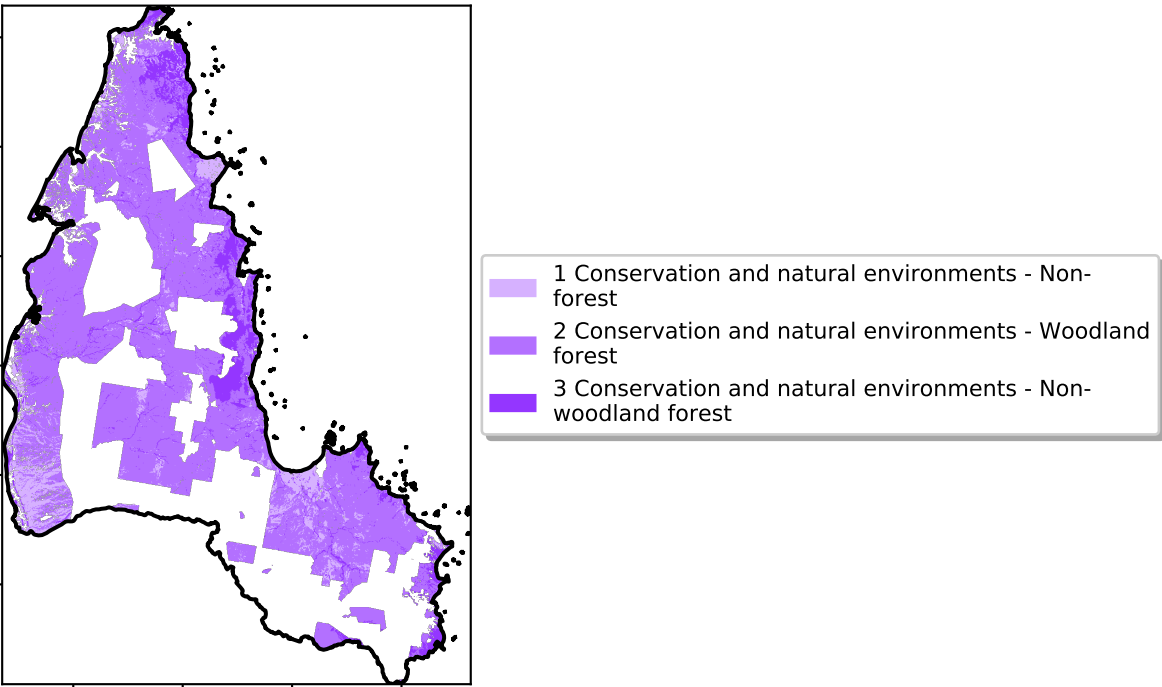 1 Conservation and natural environments - Non-
forest
2 Conservation and natural environments - Woodland
forest
3 Conservation and natural environments - Non-
woodland forest